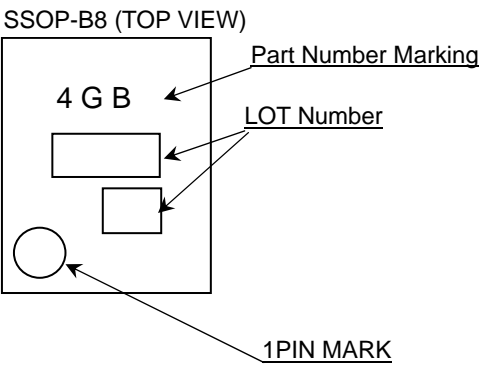 SSOP-B8 (TOP VIEW)
Part Number Marking
4 G B
LOT Number
1PIN MARK